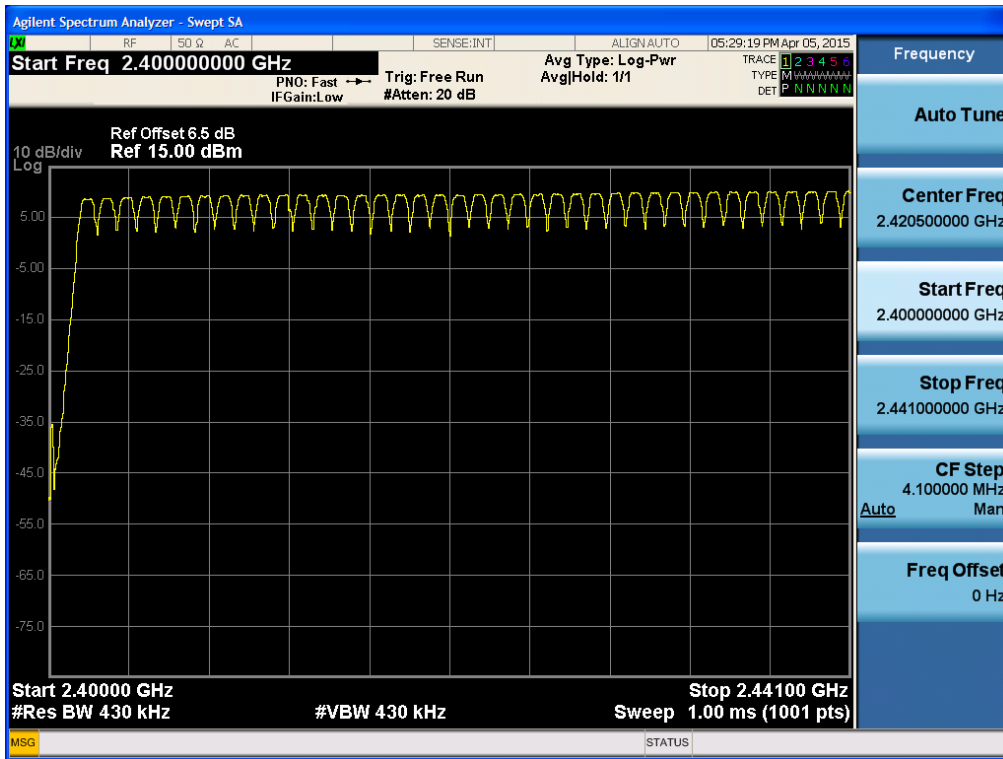 Agilent Spectrum Analyzer - Swept SA
LXI RF 50 Ω AC SENSE:INT ALIGN AUTO 05:29:19 PM Apr 05, 2015
Start Freq 2.400000000 GHz
PNO: Fast
IFGain:Low
Trig: Free Run
#Atten: 20 dB
Avg Type: Log-Pwr
Avg|Hold: 1/1
TRACE 1 2 3 4 5 6
TYPE M
DET P N N N N N
Ref Offset 6.5 dB
10 dB/div Ref 15.00 dBm
Log
5.00
-5.00
-15.0
-25.0
-35.0
-45.0
-55.0
-65.0
-75.0
Start 2.40000 GHz Stop 2.44100 GHz
#Res BW 430 kHz #VBW 430 kHz Sweep 1.00 ms (1001 pts)
MSG STATUS
Frequency
Auto Tune
Center Freq
2.420500000 GHz
Start Freq
2.400000000 GHz
Stop Freq
2.441000000 GHz
CF Step
4.100000 MHz
Auto Man
Freq Offset
0 Hz